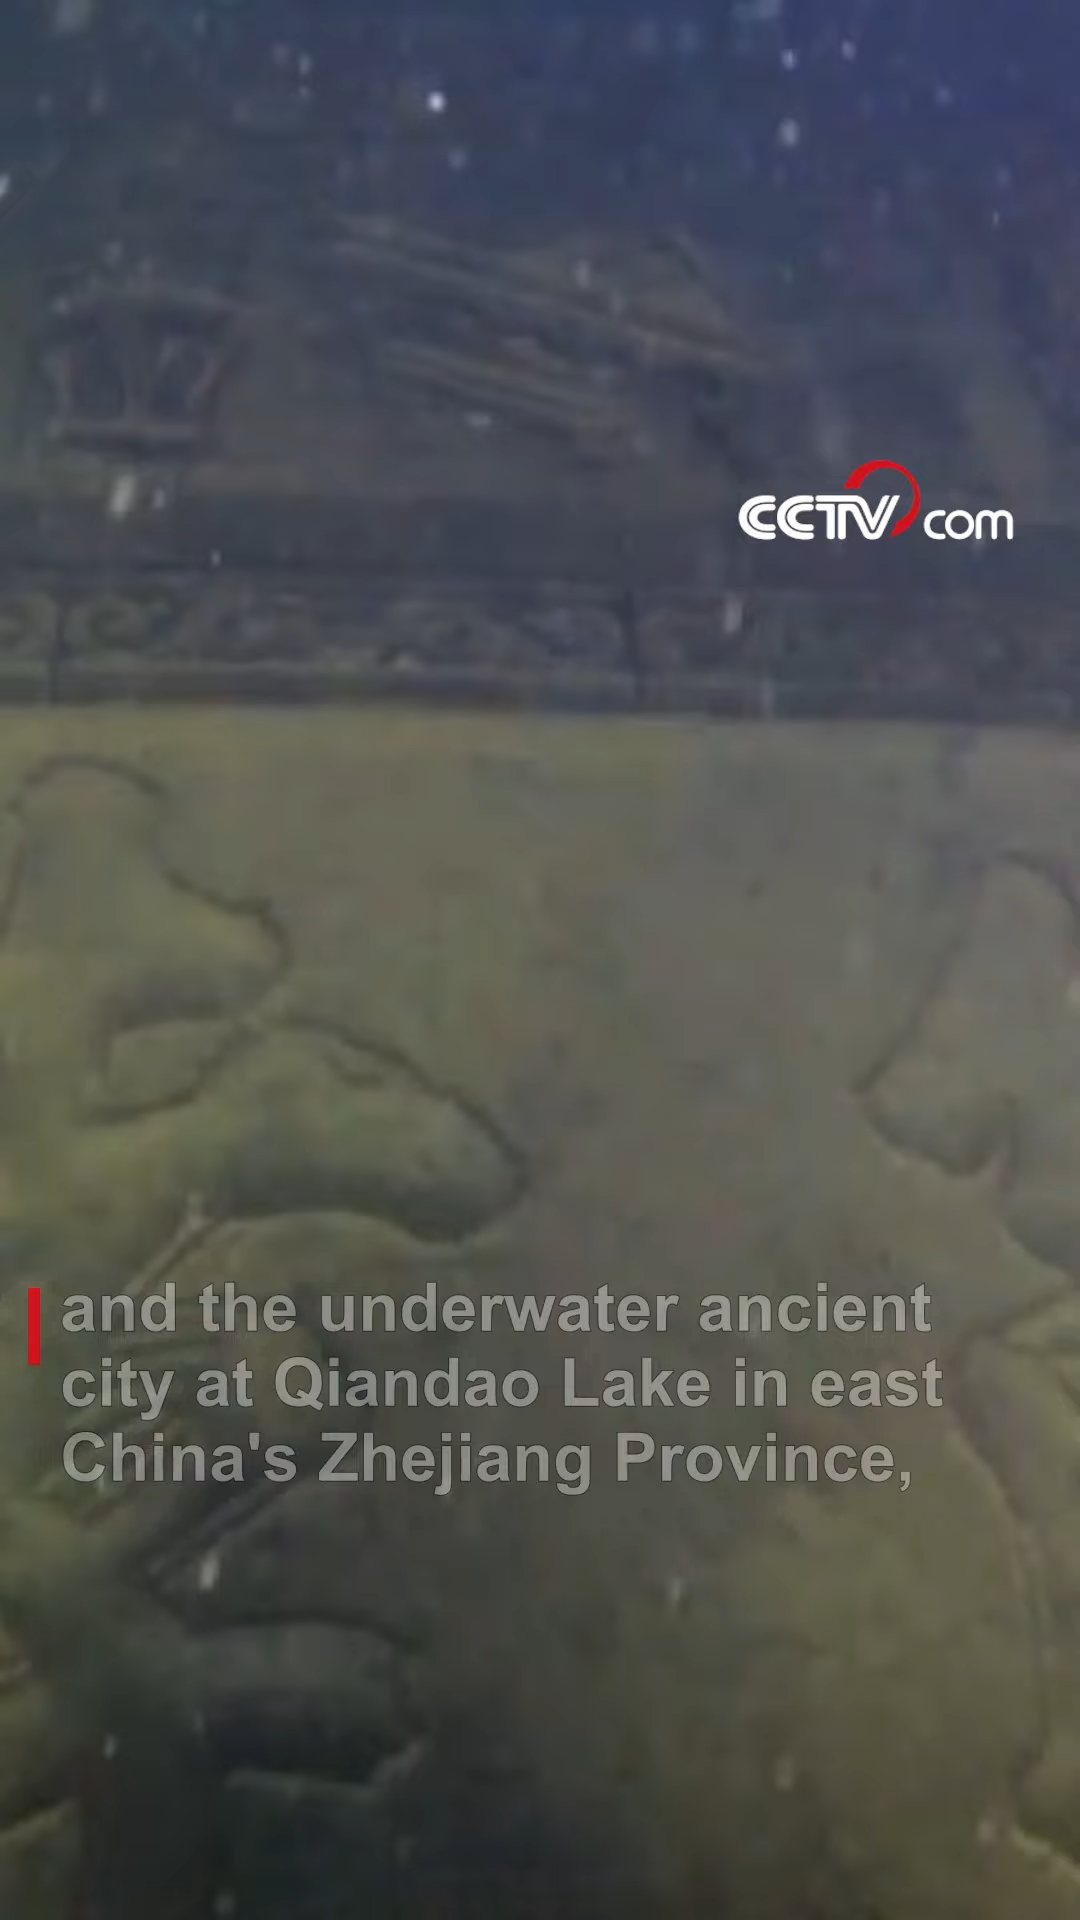 CCTV.com
and the underwater ancient
city at Qiandao Lake in east
China's Zhejiang Province,